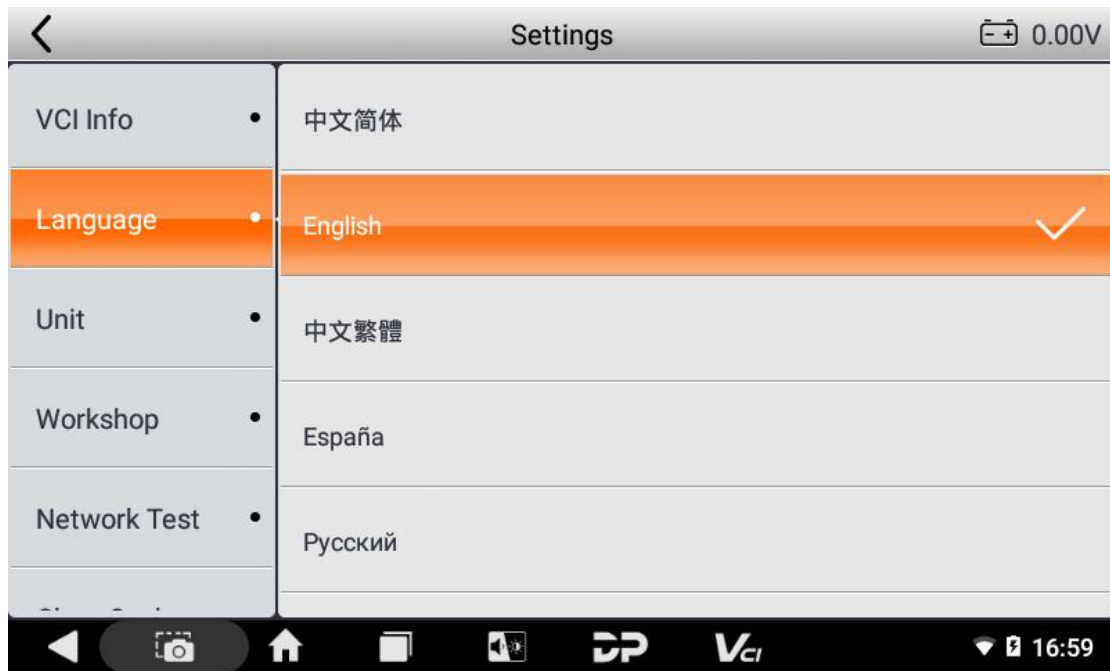 Settings
0.00V
VCI Info
Language
Unit
Workshop
Network Test
中文简体
English
中文繁體
España
Русский
DP
VCI
16:59